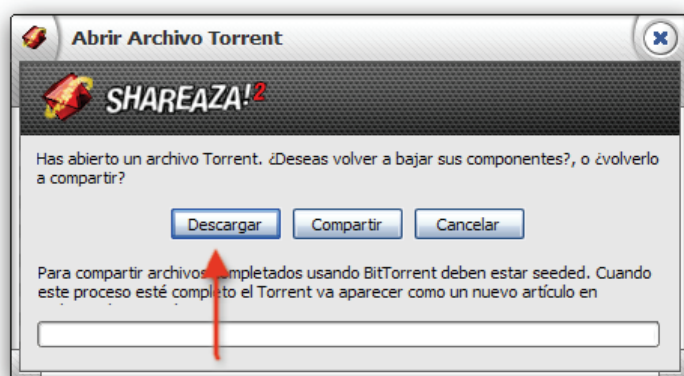 Abrir Archivo Torrent
SHAREAZA!2
Has abierto un archivo Torrent. ¿Deseas volver a bajar sus componentes?, o ¿volverlo
a compartir?
Descargar Compartir Cancelar
Para compartir archivos completados usando BitTorrent deben estar seeded. Cuando
este proceso esté completo el Torrent va aparecer como un nuevo artículo en